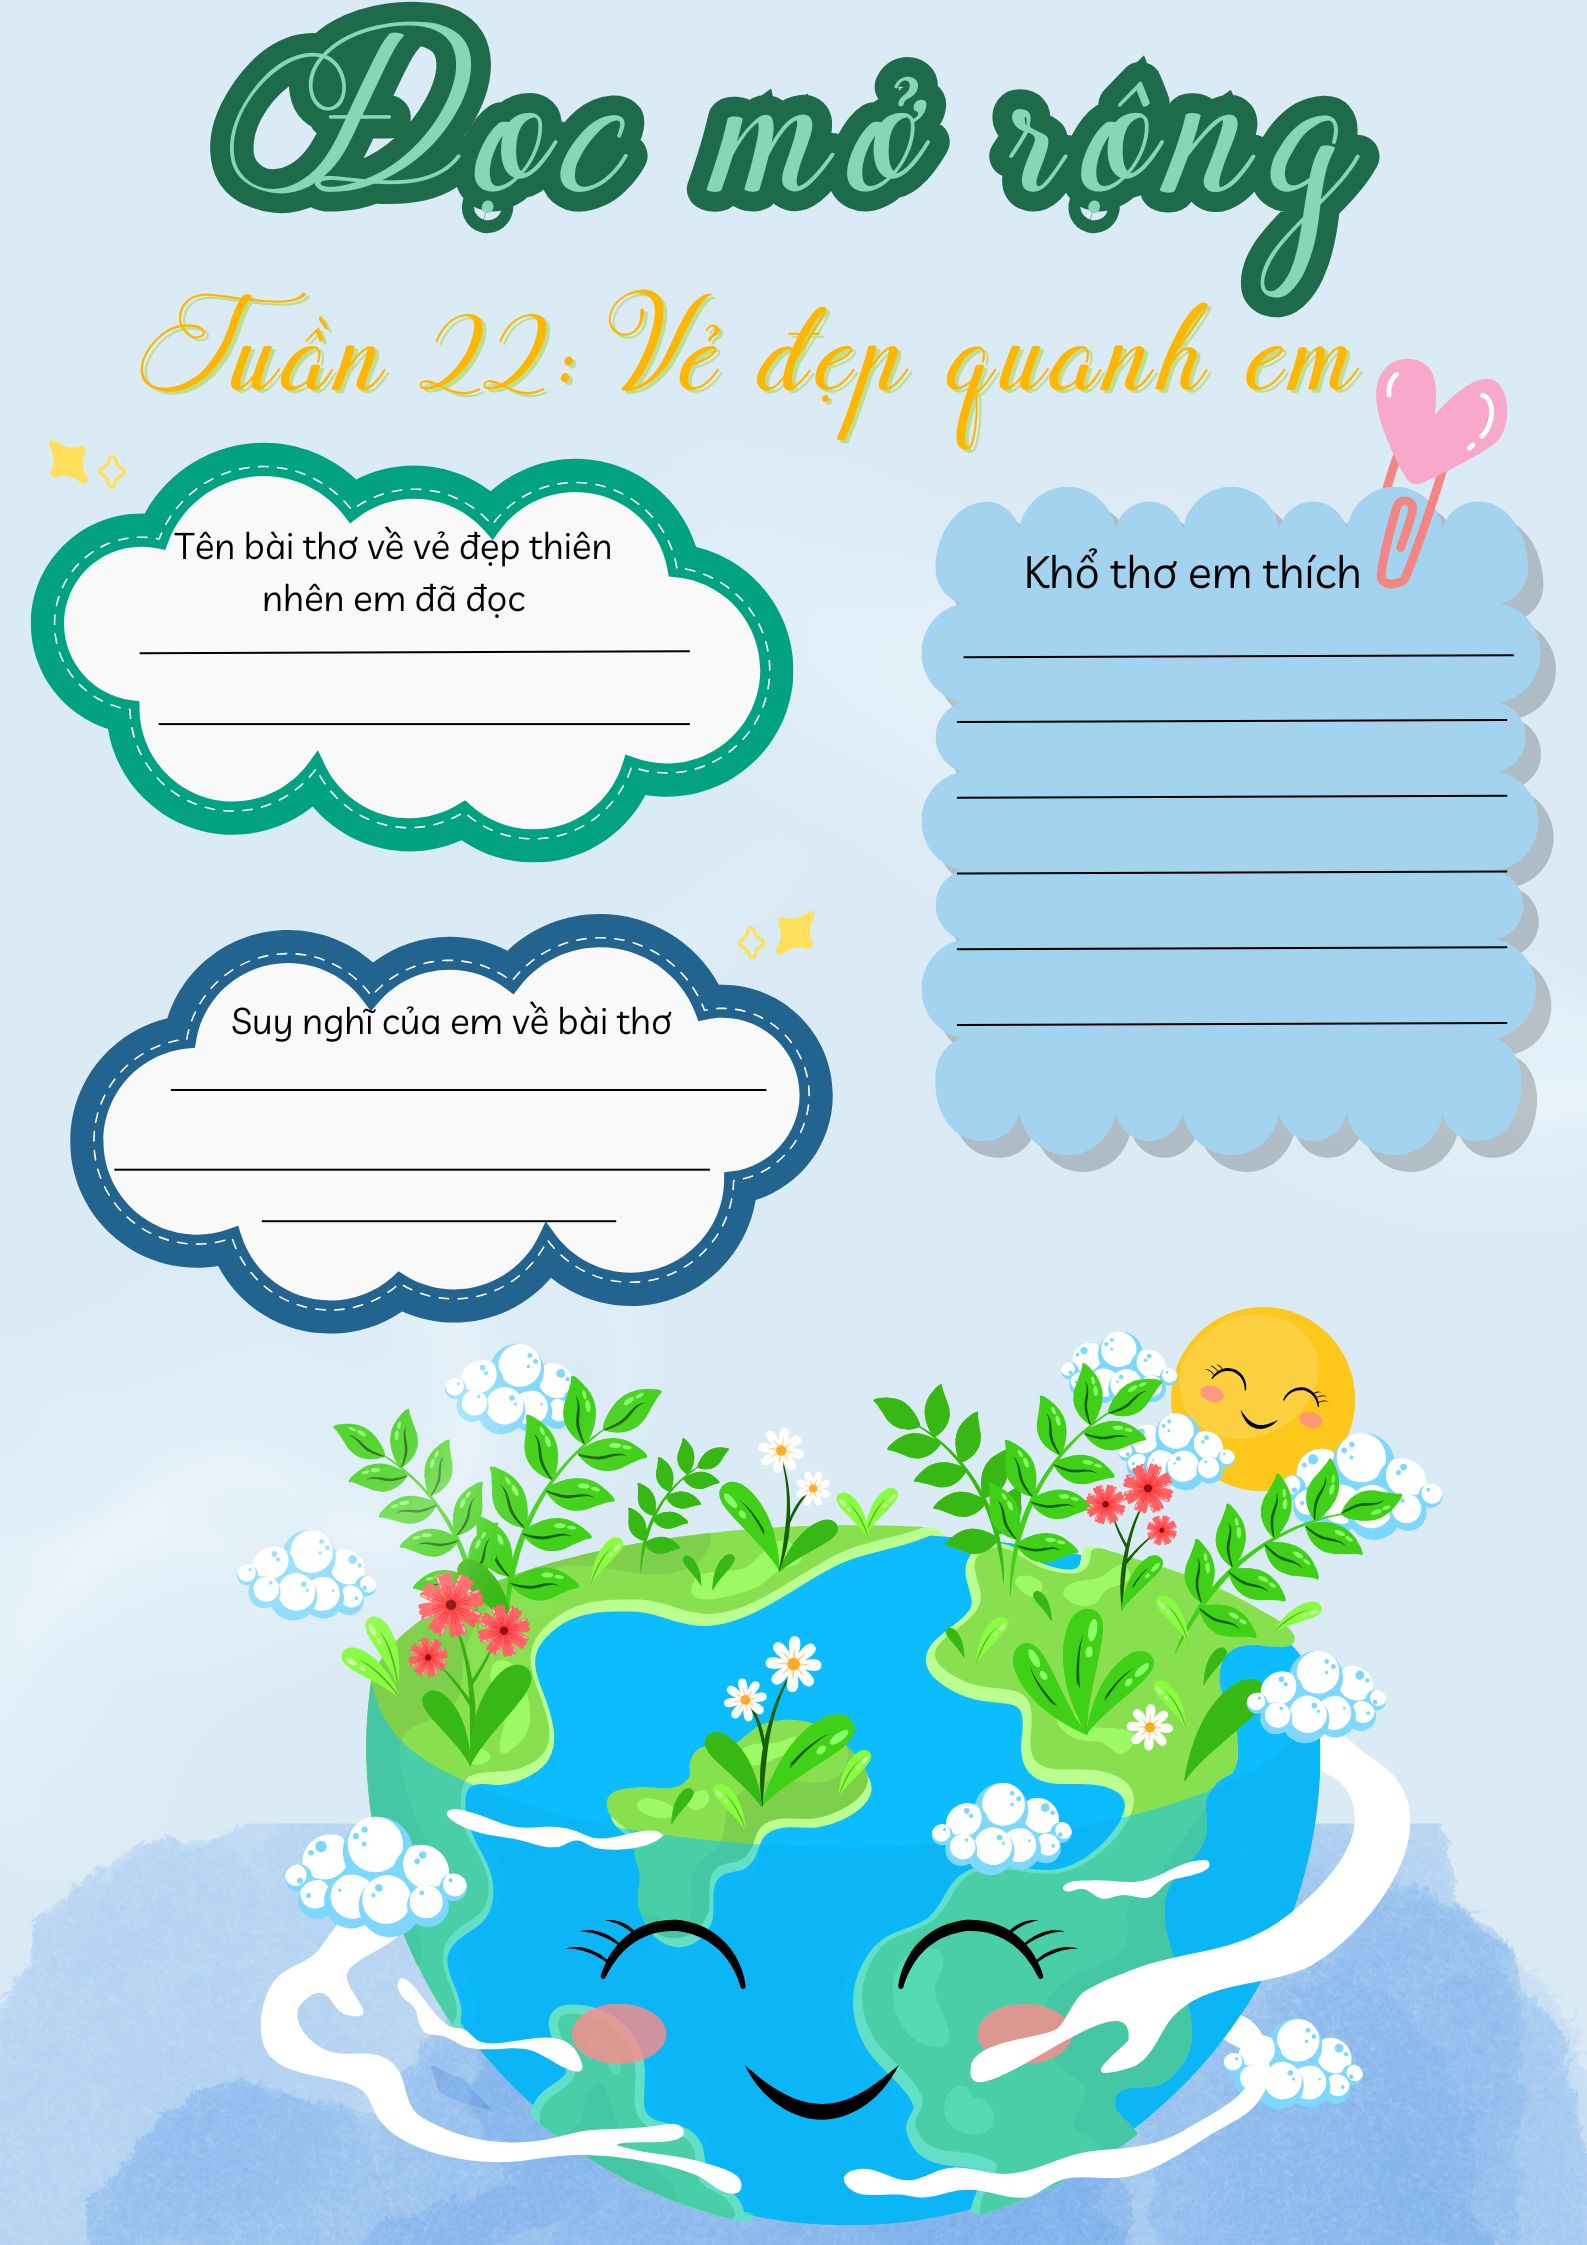 Đọc mở rộng
Tuần 22: Vẻ đẹp quanh em
Tên bài thơ về vẻ đẹp thiên
nhên em đã đọc
Khổ thơ em thích
Suy nghĩ của em về bài thơ